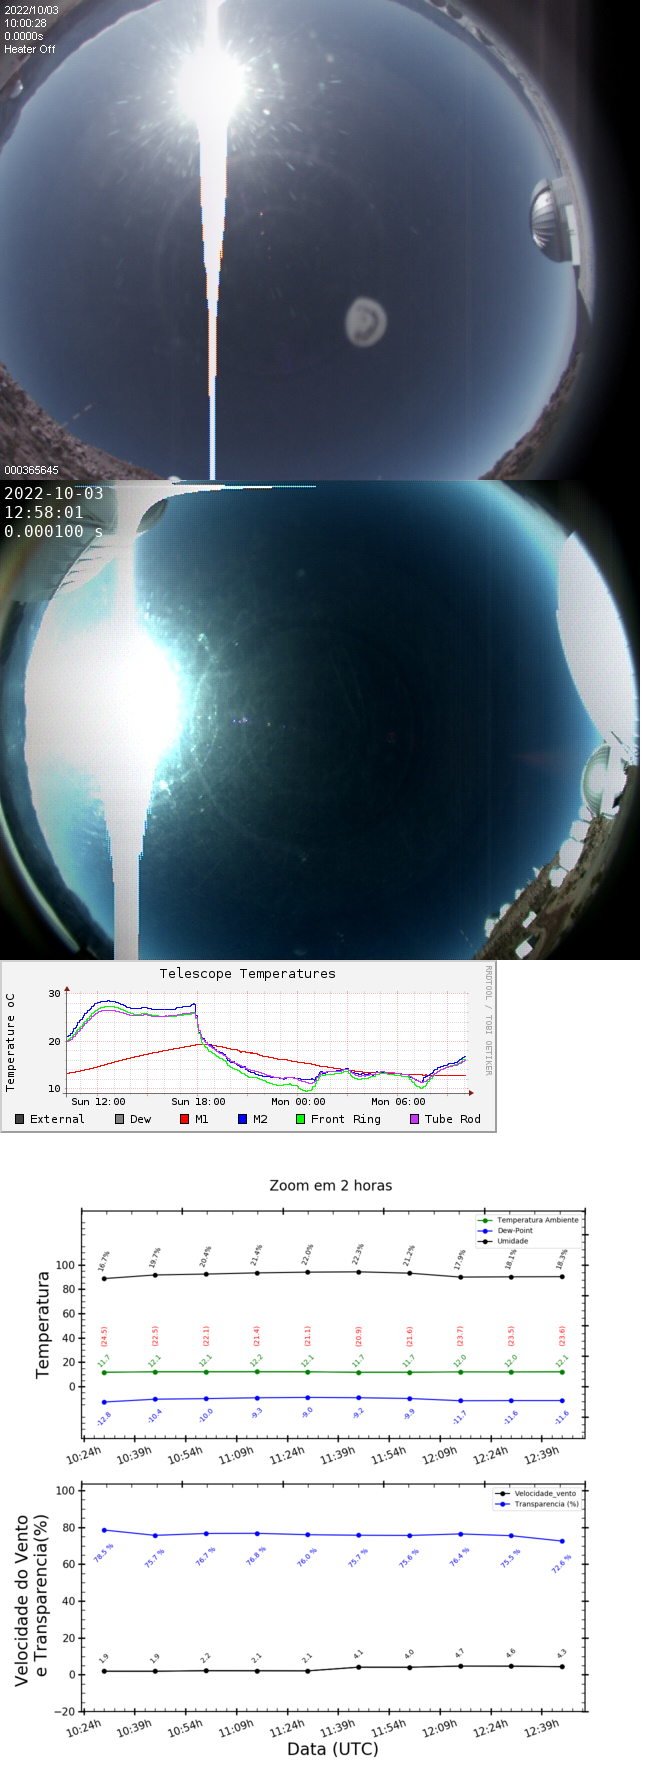 2022/10/03
10:00:28
0.0000s
Heater Off
000365645
2022-10-03
12:58:01
0.000100 s
Telescope Temperatures
RRDTOOL / TOBI OETIKER
Temperature oC
30
20
10
Sun 12:00 Sun 18:00 Mon 00:00 Mon 06:00
External Dew M1 M2 Front Ring Tube Rod
Zoom em 2 horas
Temperatura Ambiente
Dew-Point
Umidade
Temperatura
100
80
60
40
20
0
16.7% 19.7% 20.4% 21.4% 22.0% 22.3% 21.2% 17.9% 18.1% 18.3%
(24.5) (22.5) (22.1) (21.4) (21.1) (20.9) (21.6) (23.7) (23.5) (23.6)
11.7 12.1 12.1 12.2 12.1 11.7 11.7 12.0 12.0 12.1
-12.8 -10.4 -10.0 -9.3 -9.0 -9.2 -9.9 -11.7 -11.6 -11.6
10:24h 10:39h 10:54h 11:09h 11:24h 11:39h 11:54h 12:09h 12:24h 12:39h
Velocidade_vento
Transparencia (%)
Velocidade do Vento
e Transparencia(%)
100
80
60
40
20
0
−20
78.5 % 75.7 % 76.7 % 76.8 % 76.0 % 75.7 % 75.6 % 76.4 % 75.5 % 72.6 %
1.9 1.9 2.2 2.1 2.1 4.1 4.0 4.7 4.6 4.3
10:24h 10:39h 10:54h 11:09h 11:24h 11:39h 11:54h 12:09h 12:24h 12:39h
Data (UTC)